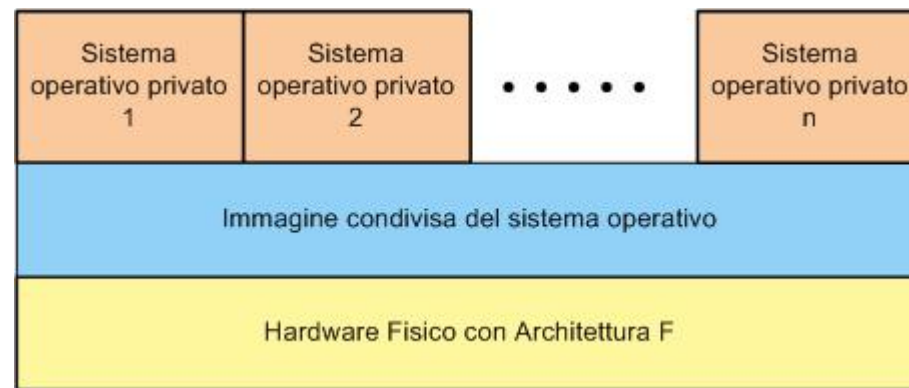 Sistema
operativo privato
1
Sistema
operativo privato
2
Sistema
operativo privato
n
Immagine condivisa del sistema operativo
Hardware Fisico con Architettura F